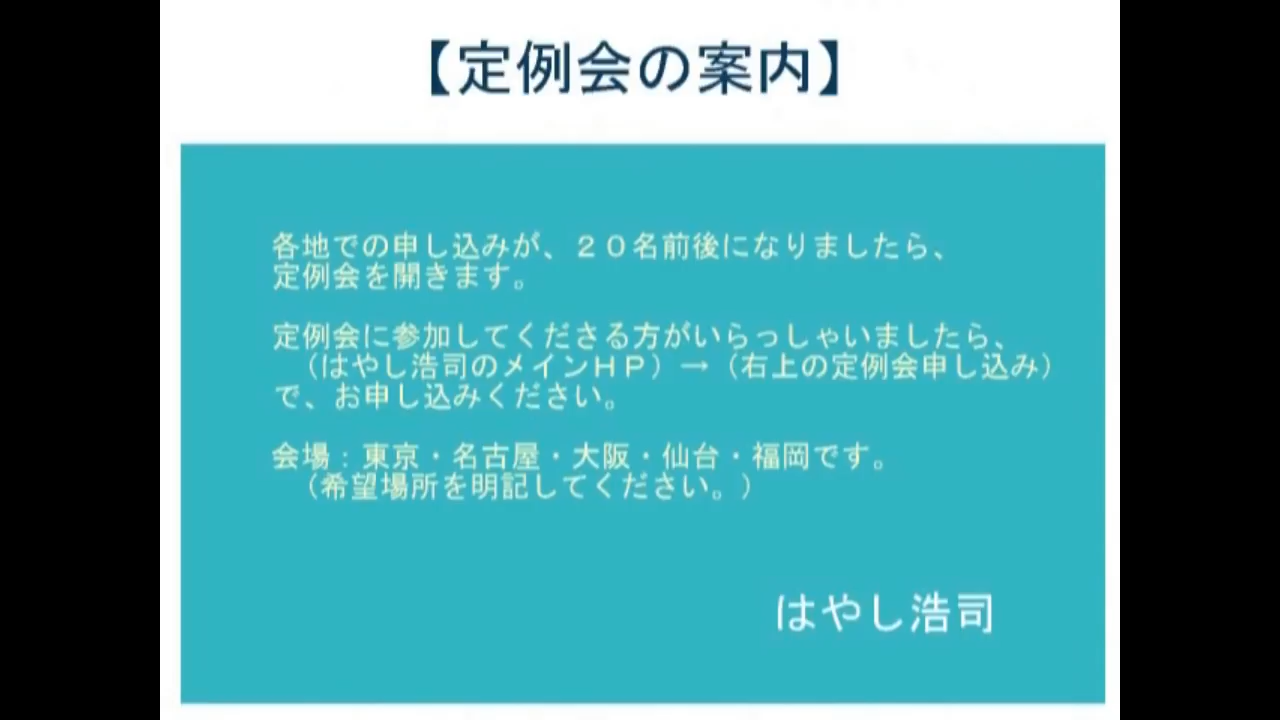 【定例会の案内】
各地での申し込みが、２０名前後になりましたら、
定例会を開きます。
定例会に参加してくださる方がいらっしゃいましたら、
（はやし浩司のメインＨＰ）→（右上の定例会申し込み）
で、お申し込みください。
会場：東京・名古屋・大阪・仙台・福岡です。
（希望場所を明記してください。）
はやし浩司